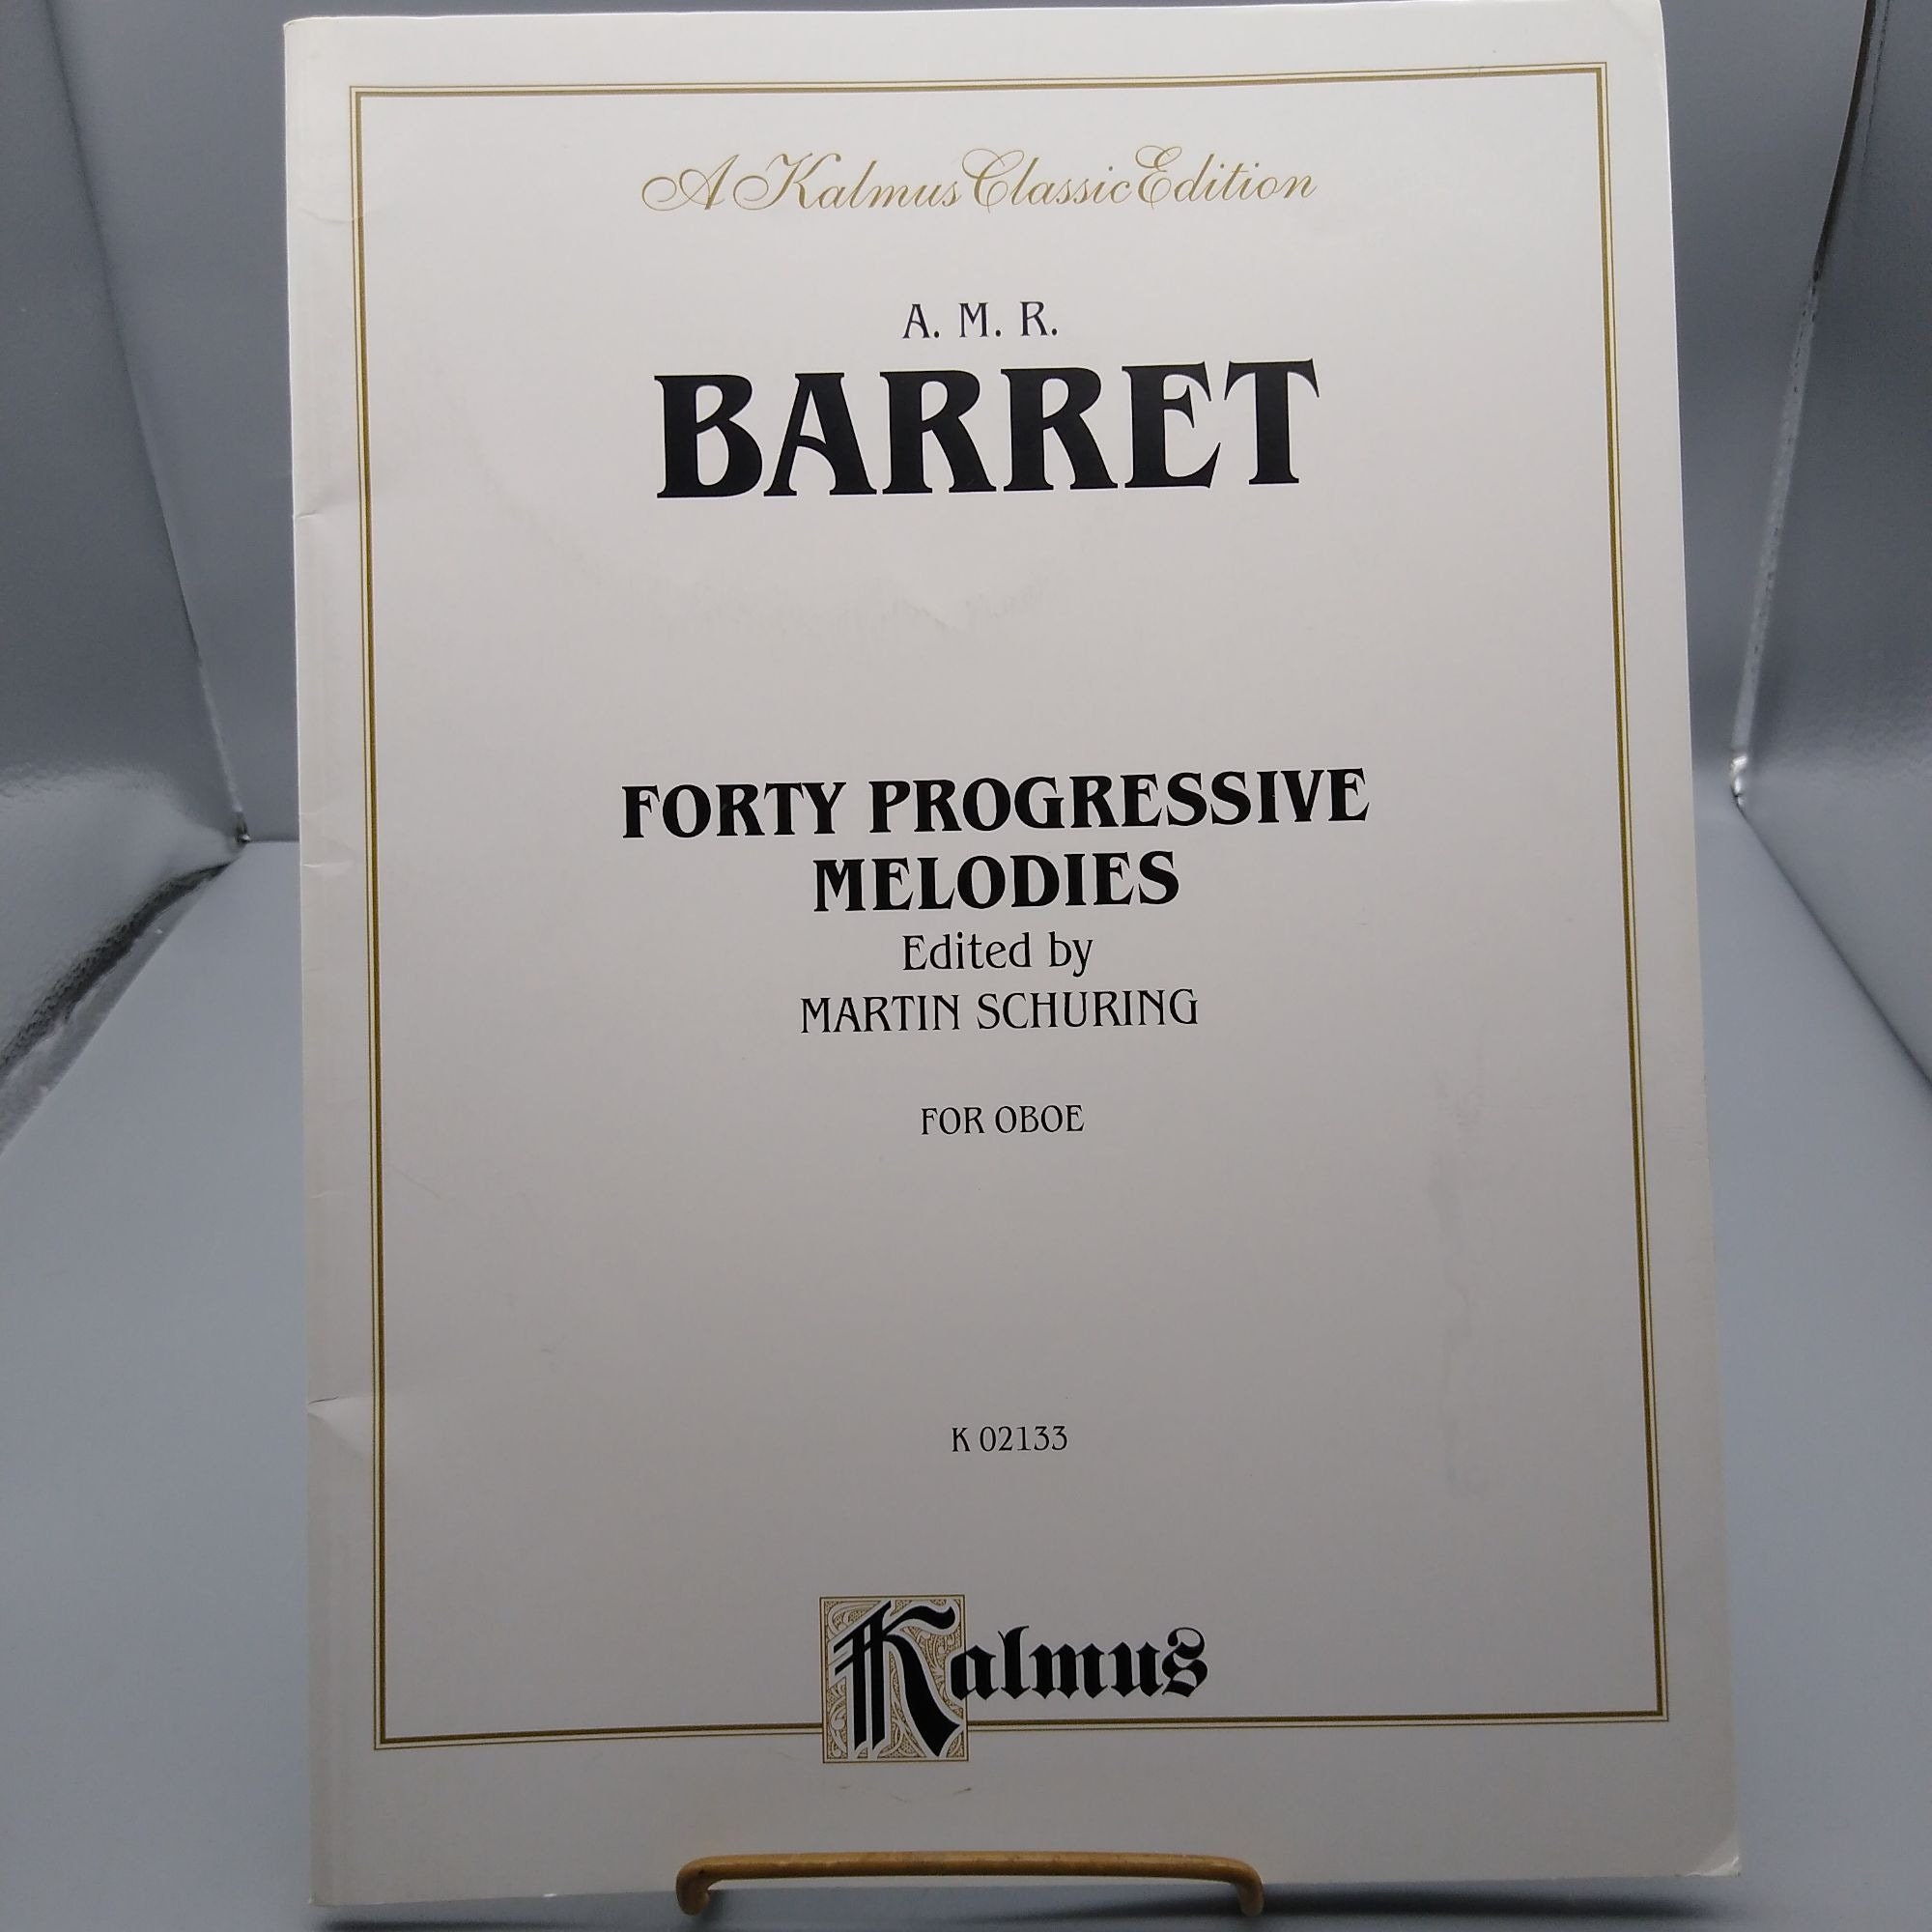 A Kalmus Classic Edition
A. M. R.
BARRET
FORTY PROGRESSIVE
MELODIES
Edited by
MARTIN SCHURING
FOR OBOE
K 02133
Kalmus